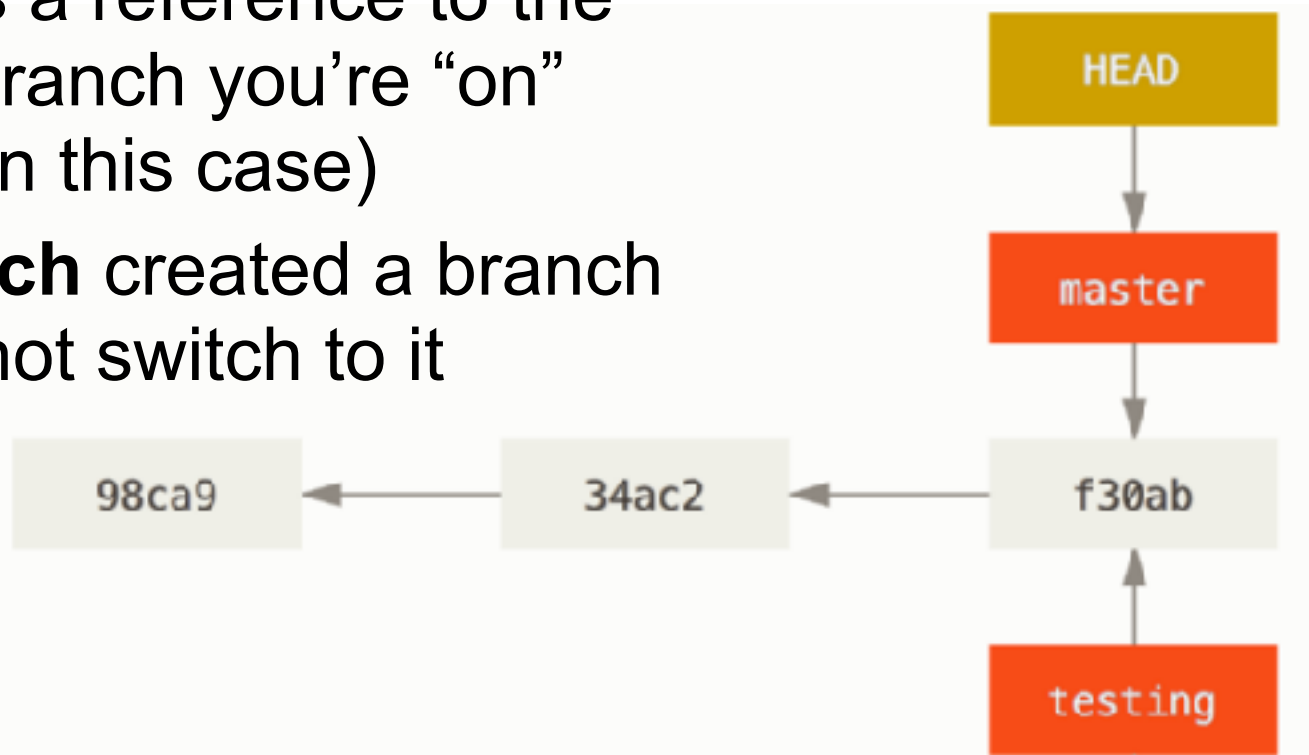 a reference to the
ranch you're “on”
n this case)
ch created a branch
not switch to it
HEAD
master
98ca9
34ac2
f30ab
testing